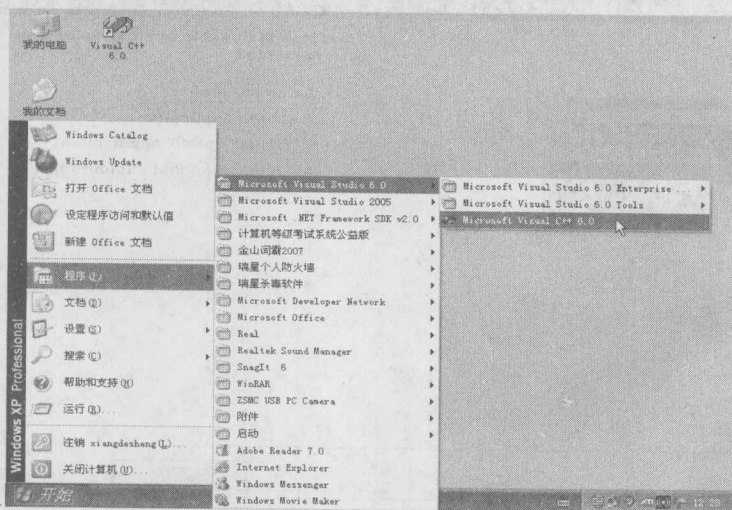 我的电脑
Visual C++
6.0
我的文档
Windows Catalog
Windows Update
打开 Office 文档
设定程序访问和默认值
新建 Office 文档
程序(P)
文档(D)
设置(S)
搜索(C)
帮助和支持(H)
运行(R)...
注销 xiangdesheng(L)...
关闭计算机(U)...
Windows XP Professional
开始
Microsoft Visual Studio 6.0
Microsoft Visual Studio 2005
Microsoft .NET Framework SDK v2.0
计算机等级考试系统公益版
金山词霸2007
瑞星个人防火墙
瑞星杀毒软件
Microsoft Developer Network
Microsoft Office
Real
Realtek Sound Manager
SnagIt 6
WinRAR
ZSMC USB PC Camera
附件
启动
Adobe Reader 7.0
Internet Explorer
Windows Messenger
Windows Movie Maker
Microsoft Visual Studio 6.0 Enterprise ...
Microsoft Visual Studio 6.0 Tools
Microsoft Visual C++ 6.0
12:28